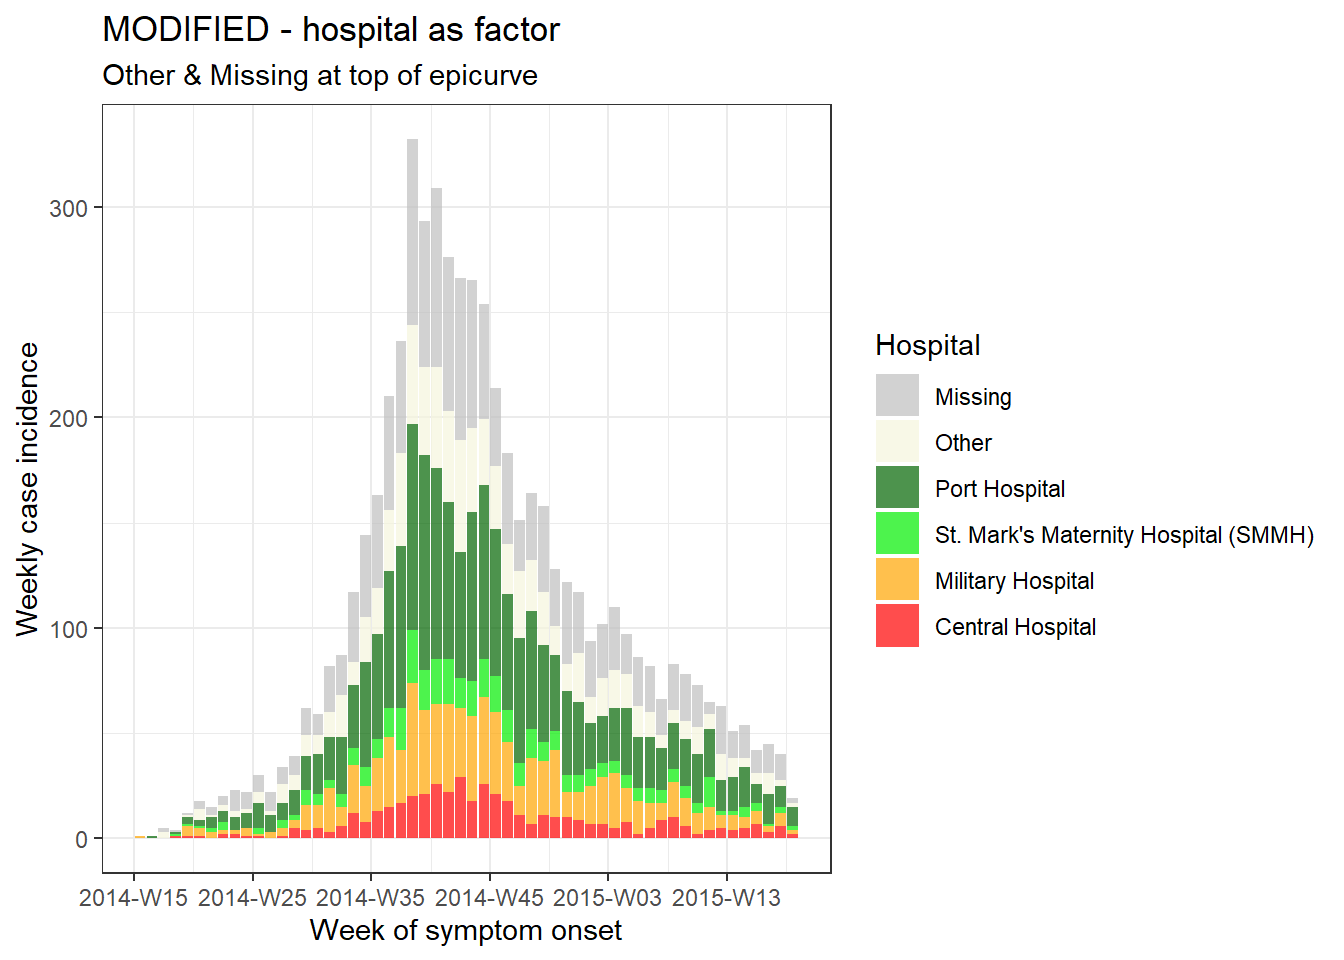 MODIFIED - hospital as factor
Other & Missing at top of epicurve
Weekly case incidence
300
200
100
0
2014-W15 2014-W25 2014-W35 2014-W45 2015-W03 2015-W13
Week of symptom onset
Hospital
Missing
Other
Port Hospital
St. Mark's Maternity Hospital (SMMH)
Military Hospital
Central Hospital